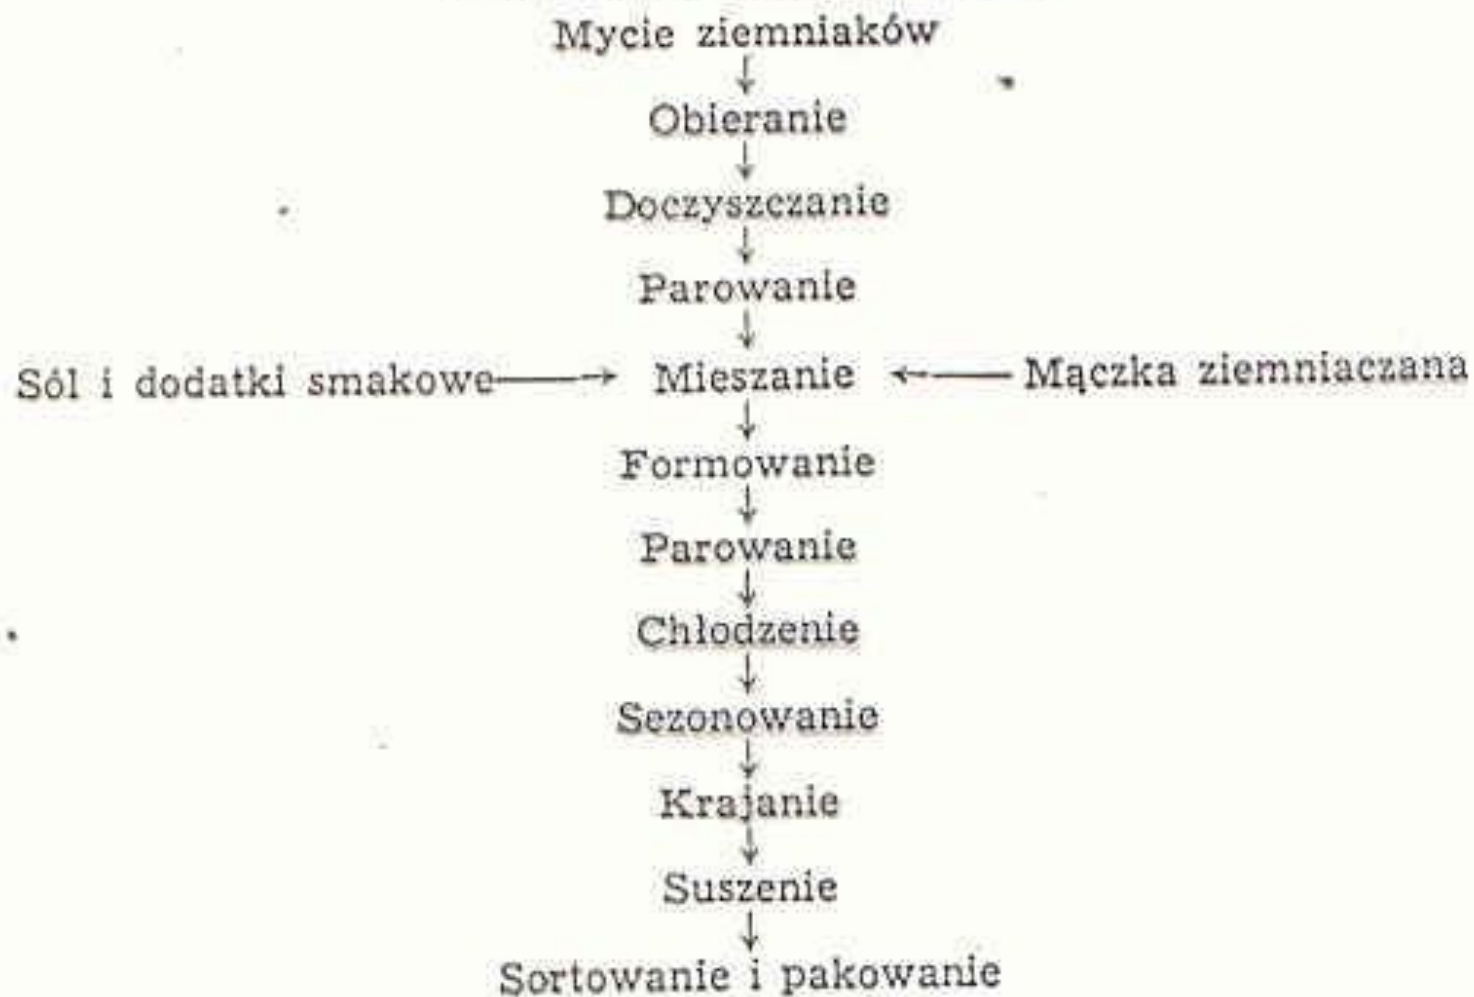 Mycie ziemniaków
Obieranie
Doczyszczanie
Parowanie
Sól i dodatki smakowe → Mieszanie ← Mączka ziemniaczana
Formowanie
Parowanie
Chłodzenie
Sezonowanie
Krajanie
Suszenie
Sortowanie i pakowanie